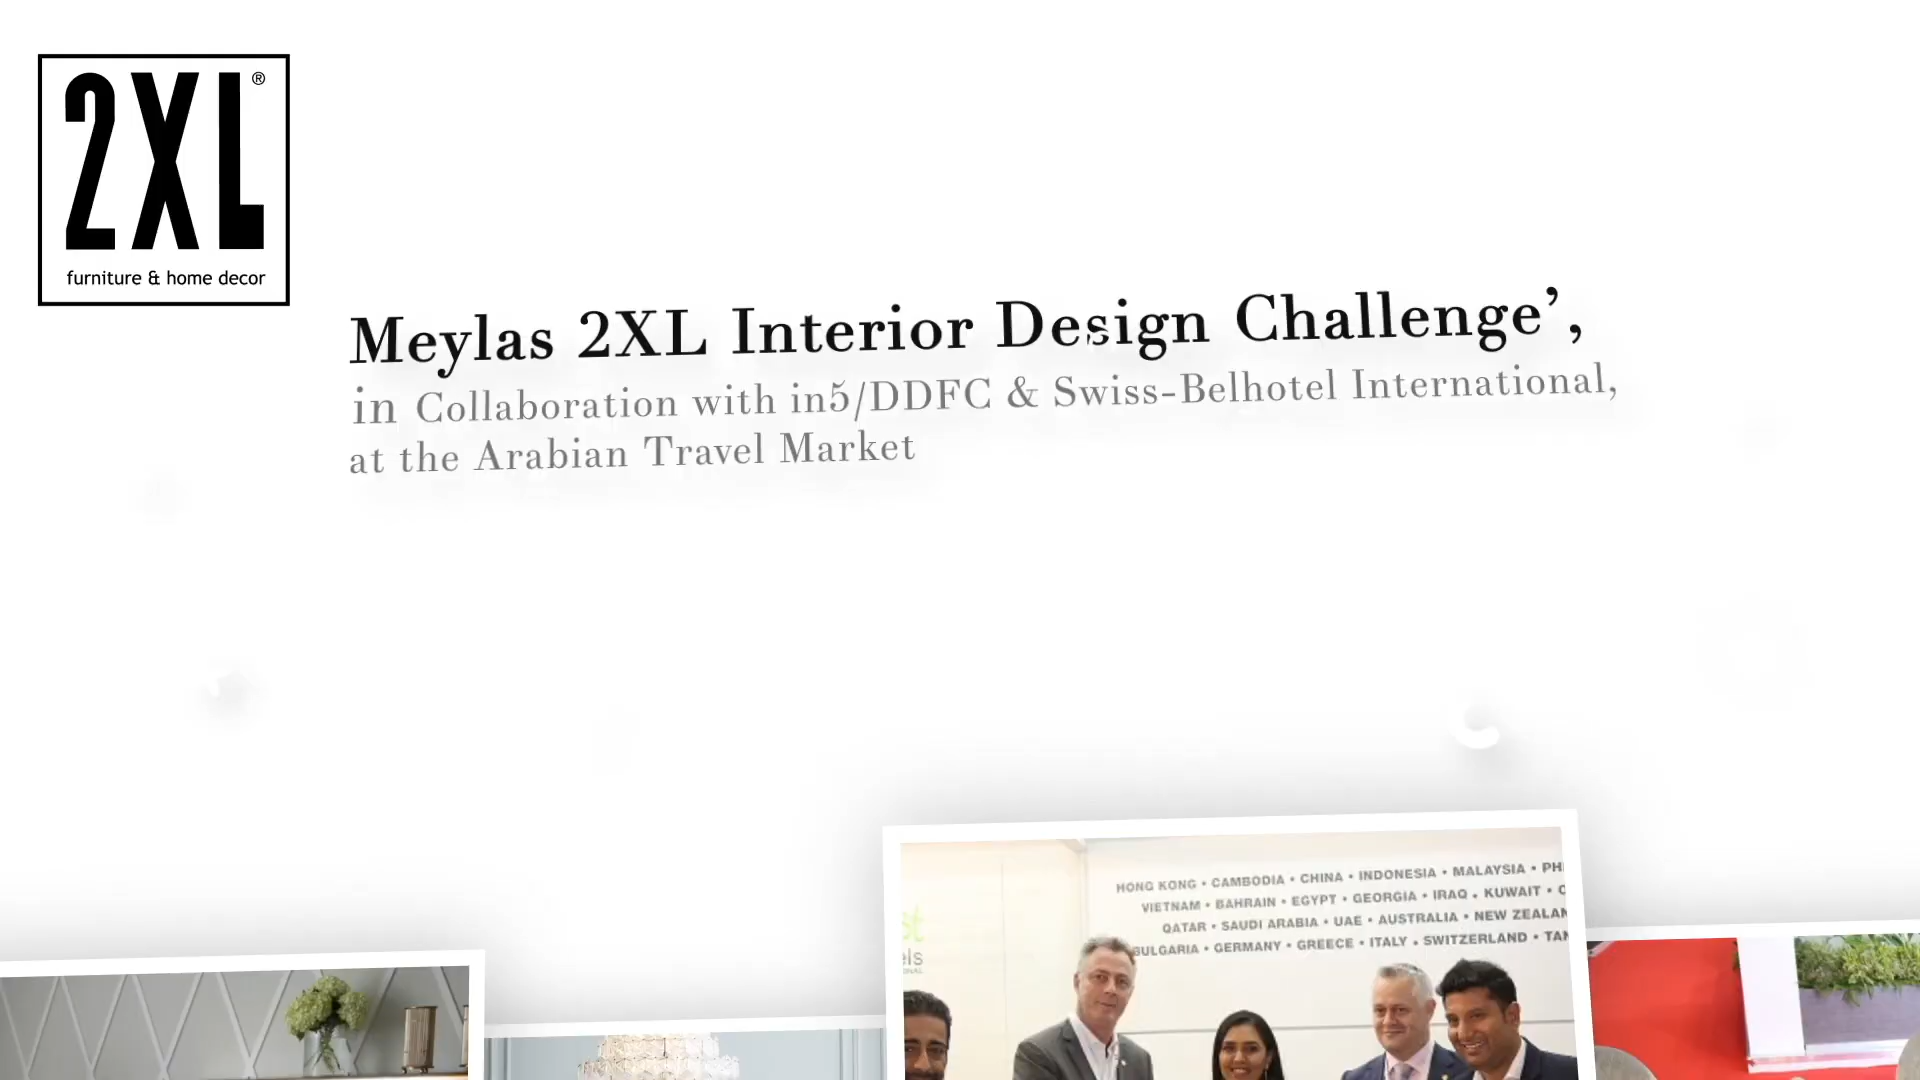 2XL®
furniture & home decor
Meylas 2XL Interior Design Challenge’,
in Collaboration with in5/DDFC & Swiss-Belhotel International,
at the Arabian Travel Market
HONG KONG • CAMBODIA • CHINA • INDONESIA • MALAYSIA •
VIETNAM • BAHRAIN • EGYPT • GEORGIA • IRAQ • KUWAIT •
QATAR • SAUDI ARABIA • UAE • AUSTRALIA •
BULGARIA • GERMANY • GREECE • ITALY • SWITZERLAND •